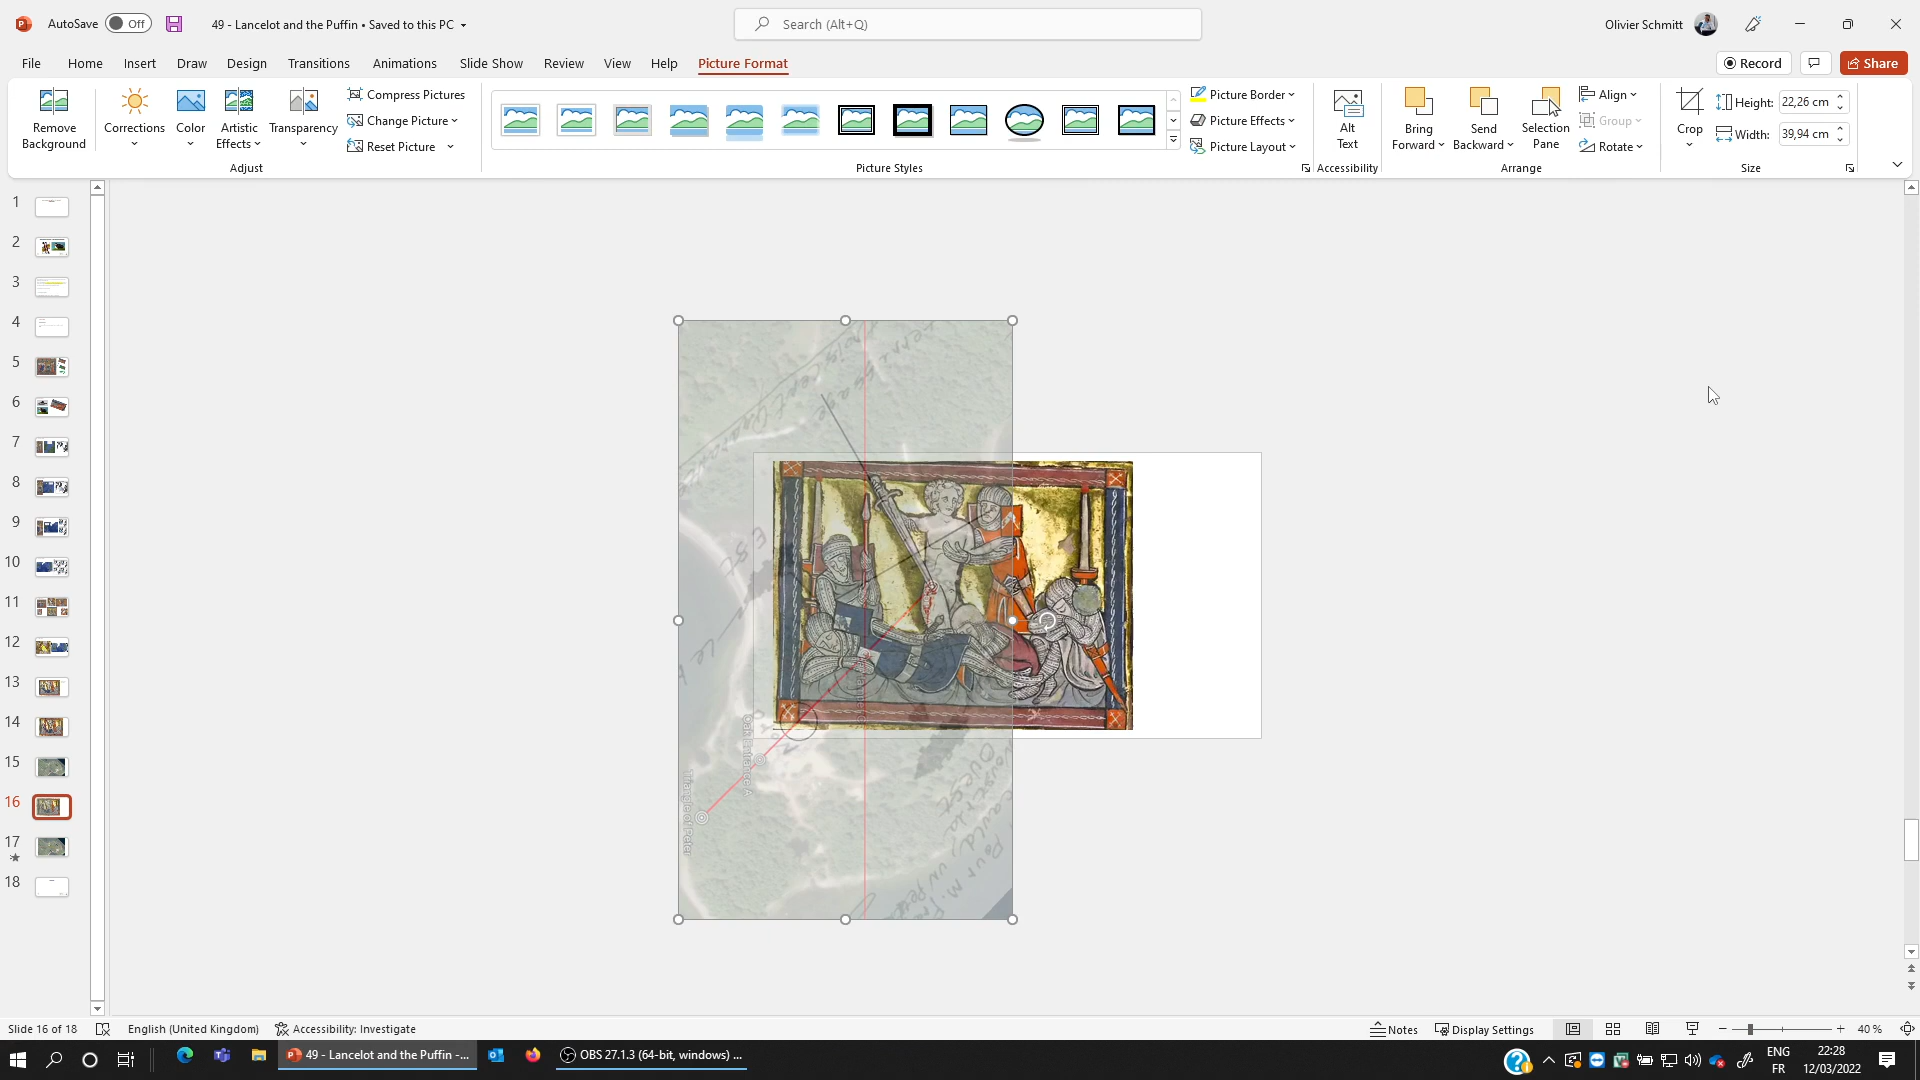 AutoSave Off 49 - Lancelot and the Puffin • Saved to this PC Search (Alt+Q) Olivier Schmitt
File Home Insert Draw Design Transitions Animations Slide Show Review View Help Picture Format Record Share
Remove Background
Corrections
Color
Artistic Effects
Transparency
Compress Pictures
Change Picture
Reset Picture
Adjust
Picture Styles
Picture Border
Picture Effects
Picture Layout
Alt Text
Accessibility
Bring Forward
Send Backward
Selection Pane
Align
Group
Rotate
Arrange
Crop
Height: 22,26 cm
Width: 39,94 cm
Size
1
2
3
4
5
6
7
8
9
10
11
12
13
14
15
16
17
18
Oak Entrance A
Triangle of Peter
Slide 16 of 18 English (United Kingdom) Accessibility: Investigate Notes Display Settings 40 %
49 - Lancelot and the Puffin -... OBS 27.1.3 (64-bit, windows) ... ENG 22:28
FR 12/03/2022